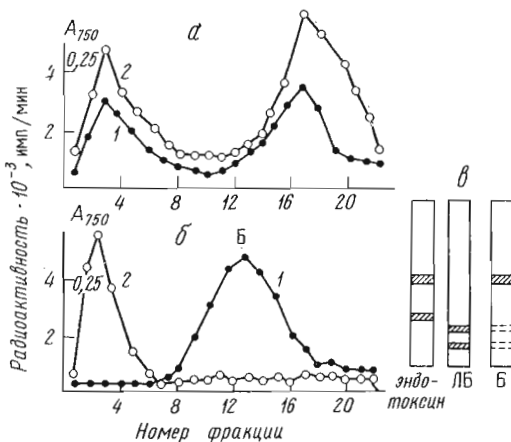 A750
0,25
4
2
а
2
1
4 8 12 16 20
A750
0,25
4
2
б
Б
2
1
4 8 12 16 20
Номер фракции
Радиоактивность · 10⁻³, имп/мин
в
эндо-
токсин
ЛБ
Б